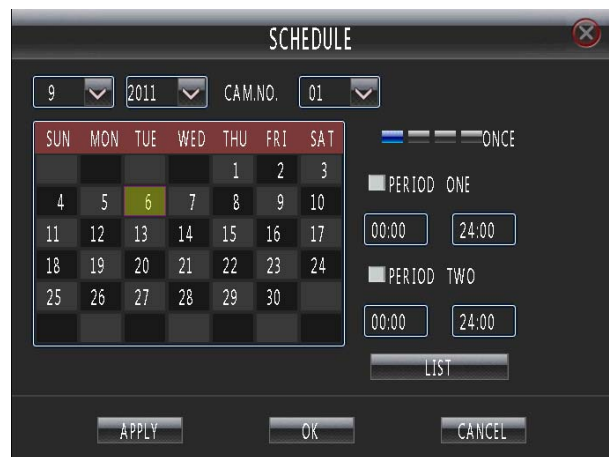 SCHEDULE
9 2011 CAM.NO. 01
SUN MON TUE WED THU FRI SAT
1 2 3
4 5 6 7 8 9 10
11 12 13 14 15 16 17
18 19 20 21 22 23 24
25 26 27 28 29 30
ONCE
PERIOD ONE
00:00 24:00
PERIOD TWO
00:00 24:00
LIST
APPLY OK CANCEL